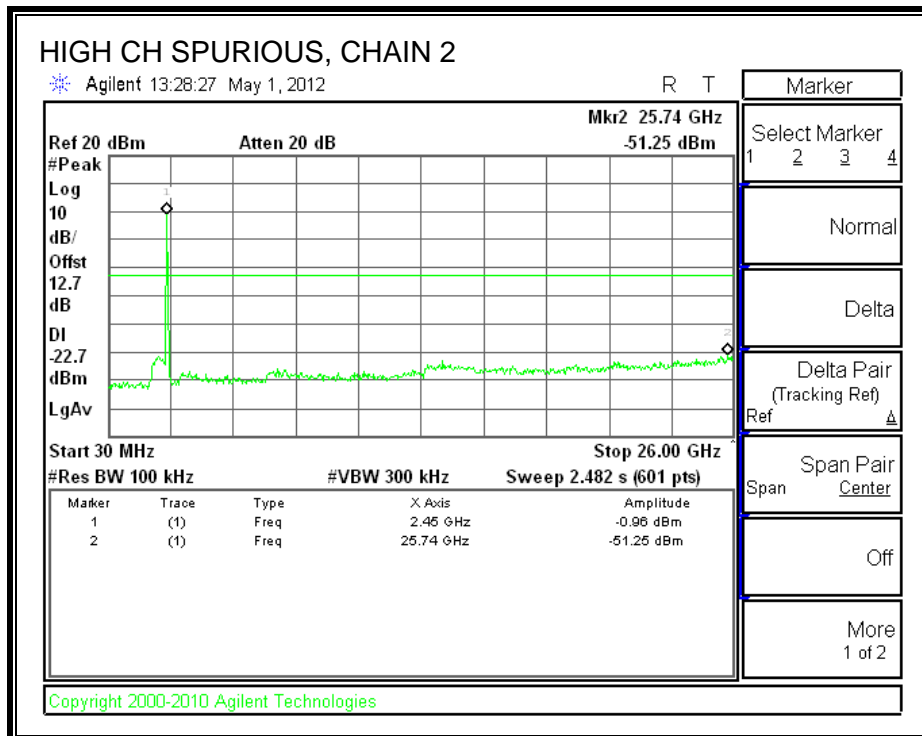 HIGH CH SPURIOUS, CHAIN 2
Agilent 13:28:27 May 1, 2012 R T
Mkr2 25.74 GHz
Ref 20 dBm Atten 20 dB -51.25 dBm
#Peak
Log
10
dB/
Offst
12.7
dB
DI
-22.7
dBm
LgAv
1
2
Start 30 MHz Stop 26.00 GHz
#Res BW 100 kHz #VBW 300 kHz Sweep 2.482 s (601 pts)
Marker Trace Type X Axis Amplitude
1 (1) Freq 2.45 GHz -0.96 dBm
2 (1) Freq 25.74 GHz -51.25 dBm
Marker
Select Marker
1 2 3 4
Normal
Delta
Delta Pair
(Tracking Ref)
Ref Δ
Span Pair
Span Center
Off
More
1 of 2
Copyright 2000-2010 Agilent Technologies